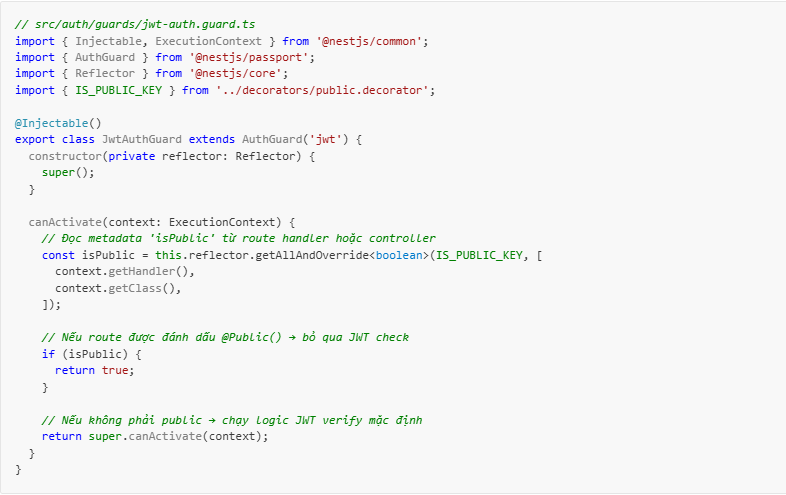 // src/auth/guards/jwt-auth.guard.ts
import { Injectable, ExecutionContext } from '@nestjs/common';
import { AuthGuard } from '@nestjs/passport';
import { Reflector } from '@nestjs/core';
import { IS_PUBLIC_KEY } from '../decorators/public.decorator';

@Injectable()
export class JwtAuthGuard extends AuthGuard('jwt') {
  constructor(private reflector: Reflector) {
    super();
  }

  canActivate(context: ExecutionContext) {
    // Đọc metadata 'isPublic' từ route handler hoặc controller
    const isPublic = this.reflector.getAllAndOverride<boolean>(IS_PUBLIC_KEY, [
      context.getHandler(),
      context.getClass(),
    ]);

    // Nếu route được đánh dấu @Public() → bỏ qua JWT check
    if (isPublic) {
      return true;
    }

    // Nếu không phải public → chạy logic JWT verify mặc định
    return super.canActivate(context);
  }
}